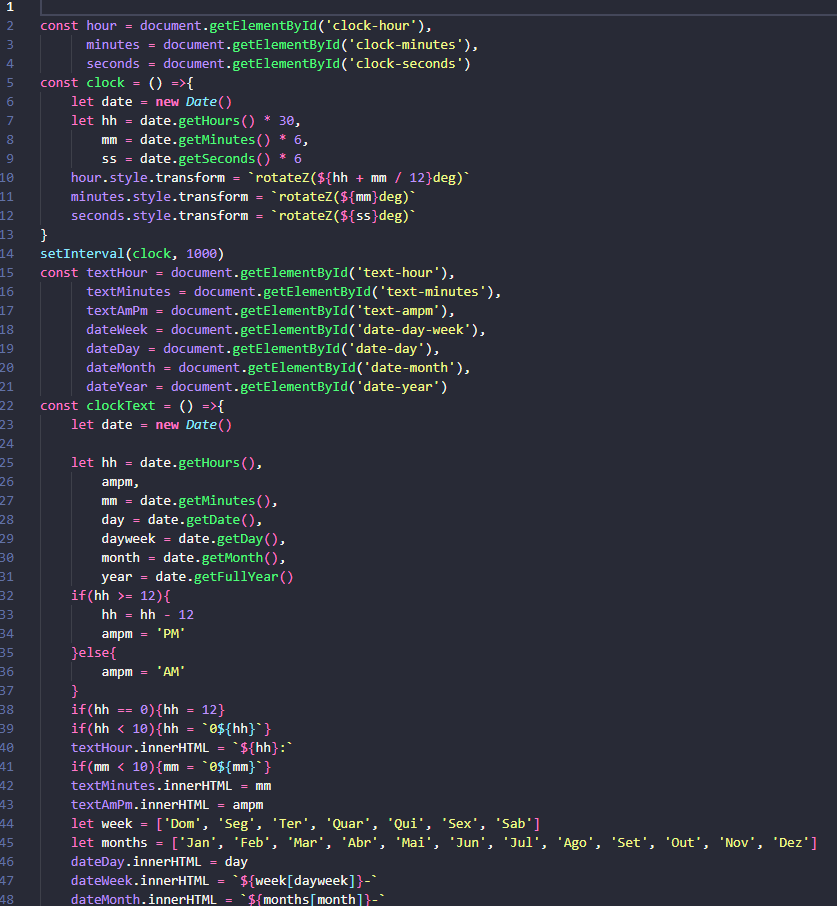 1
2 const hour = document.getElementById('clock-hour'),
3 minutes = document.getElementById('clock-minutes'),
4 seconds = document.getElementById('clock-seconds')
5 const clock = () =>{
6 let date = new Date()
7 let hh = date.getHours() * 30,
8 mm = date.getMinutes() * 6,
9 ss = date.getSeconds() * 6
10 hour.style.transform = `rotateZ(${hh + mm / 12}deg)`
11 minutes.style.transform = `rotateZ(${mm}deg)`
12 seconds.style.transform = `rotateZ(${ss}deg)`
13 }
14 setInterval(clock, 1000)
15 const textHour = document.getElementById('text-hour'),
16 textMinutes = document.getElementById('text-minutes'),
17 textAmPm = document.getElementById('text-ampm'),
18 dateWeek = document.getElementById('date-day-week'),
19 dateDay = document.getElementById('date-day'),
20 dateMonth = document.getElementById('date-month'),
21 dateYear = document.getElementById('date-year')
22 const clockText = () =>{
23 let date = new Date()
24
25 let hh = date.getHours(),
26 ampm,
27 mm = date.getMinutes(),
28 day = date.getDate(),
29 dayweek = date.getDay(),
30 month = date.getMonth(),
31 year = date.getFullYear()
32 if(hh >= 12){
33 hh = hh - 12
34 ampm = 'PM'
35 }else{
36 ampm = 'AM'
37 }
38 if(hh == 0){hh = 12}
39 if(hh < 10){hh = `0${hh}`}
40 textHour.innerHTML = `${hh}:`
41 if(mm < 10){mm = `0${mm}`}
42 textMinutes.innerHTML = mm
43 textAmPm.innerHTML = ampm
44 let week = ['Dom', 'Seg', 'Ter', 'Quar', 'Qui', 'Sex', 'Sab']
45 let months = ['Jan', 'Feb', 'Mar', 'Abr', 'Mai', 'Jun', 'Jul', 'Ago', 'Set', 'Out', 'Nov', 'Dez']
46 dateDay.innerHTML = day
47 dateWeek.innerHTML = `${week[dayweek]}-`
48 dateMonth.innerHTML = `${months[month]}-`